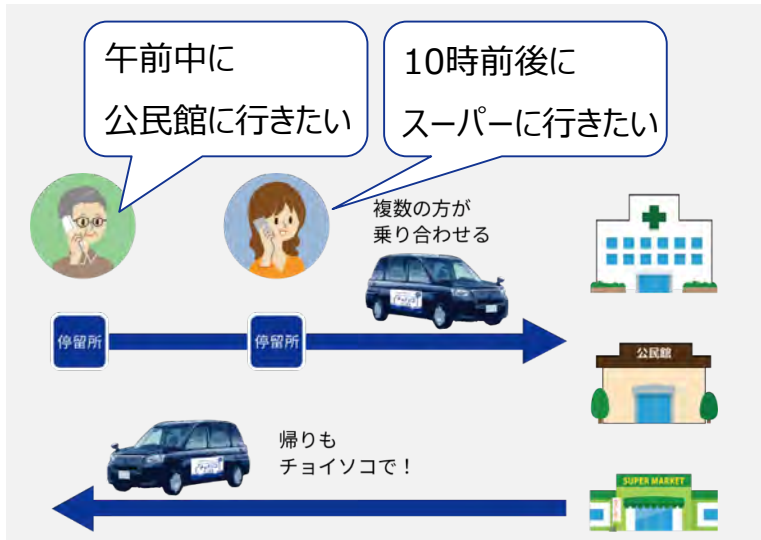 午前中に
公民館に行きたい
10時前後に
スーパーに行きたい
複数の方が
乗り合わせる
停留所
停留所
公民館
帰りも
チョイソコで！
SUPER MARKET